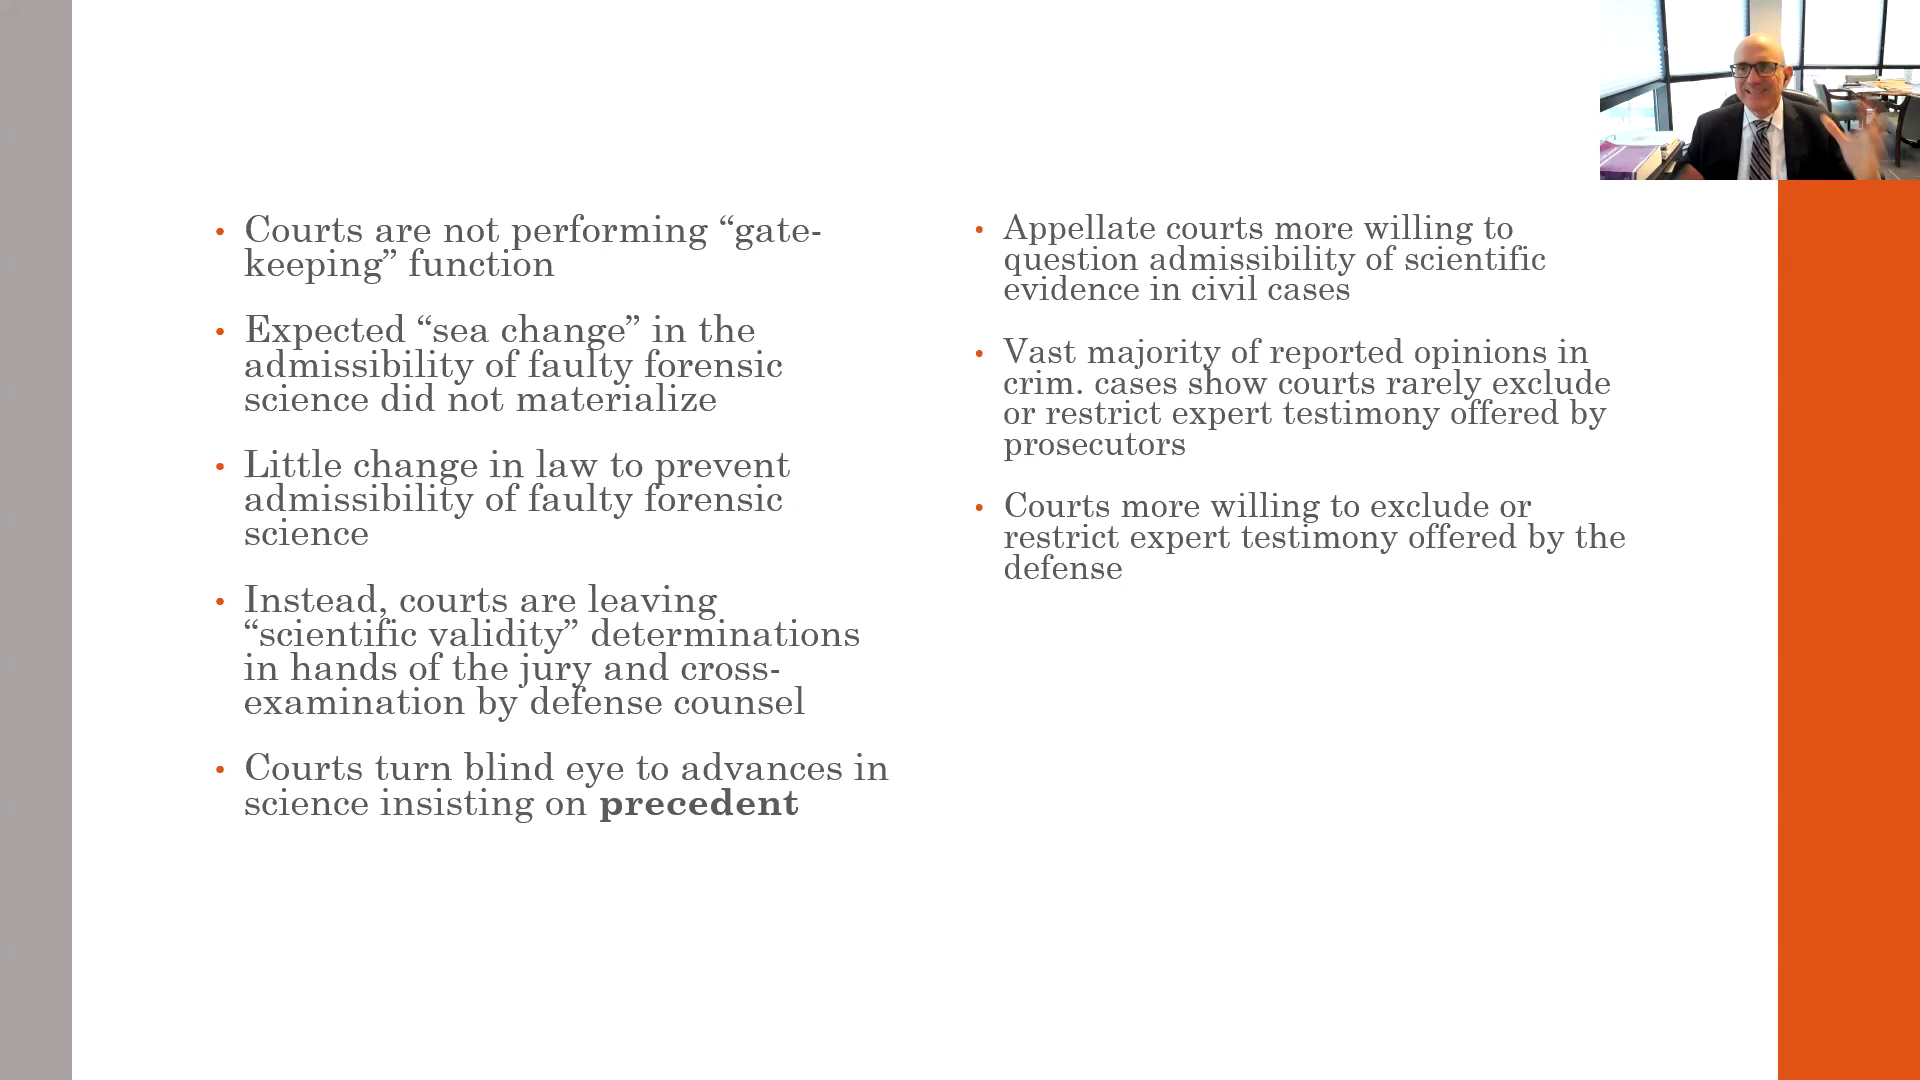 • Courts are not performing “gate-
keeping” function
• Expected “sea change” in the
admissibility of faulty forensic
science did not materialize
• Little change in law to prevent
admissibility of faulty forensic
science
• Instead, courts are leaving
“scientific validity” determinations
in hands of the jury and cross-
examination by defense counsel
• Courts turn blind eye to advances in
science insisting on precedent
• Appellate courts more willing to
question admissibility of scientific
evidence in civil cases
• Vast majority of reported opinions in
crim. cases show courts rarely exclude
or restrict expert testimony offered by
prosecutors
• Courts more willing to exclude or
restrict expert testimony offered by the
defense